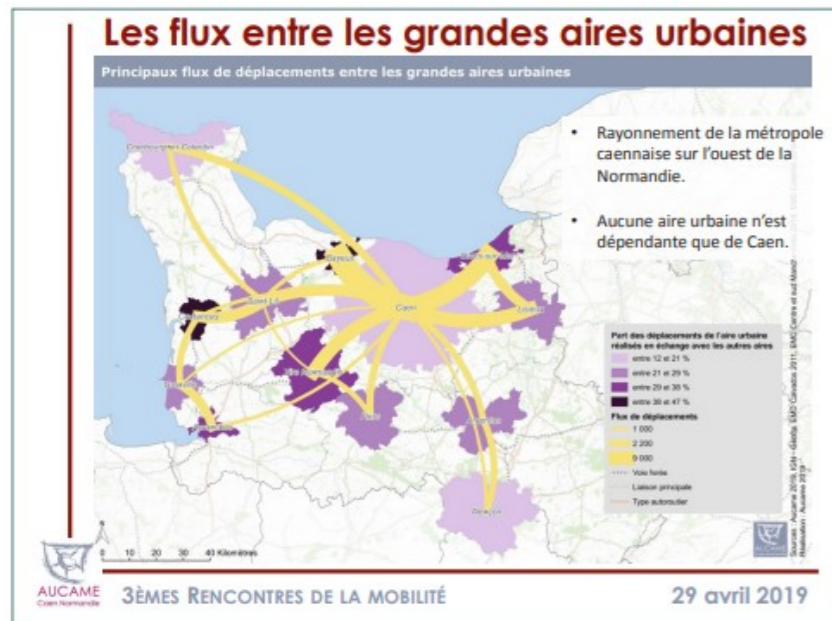 Les flux entre les grandes aires urbaines
Principaux flux de déplacements entre les grandes aires urbaines
• Rayonnement de la métropole
caennaise sur l'ouest de la
Normandie.
• Aucune aire urbaine n'est
dépendante que de Caen.
Bayeux
Caen
Saint-Lô
Lisieux
Alençon
Part des déplacements de l'aire urbaine
réalisés en échange avec les autres aires
entre 12 et 21 %
entre 21 et 29 %
entre 29 et 38 %
entre 38 et 47 %
Flux de déplacements
1 000
2 200
9 000
Voie ferrée
Liaison principale
Type autoroutier
N
0 10 20 30 40 Kilomètres
AUCAME
Caen Normandie
3ÈMES RENCONTRES DE LA MOBILITÉ
29 avril 2019